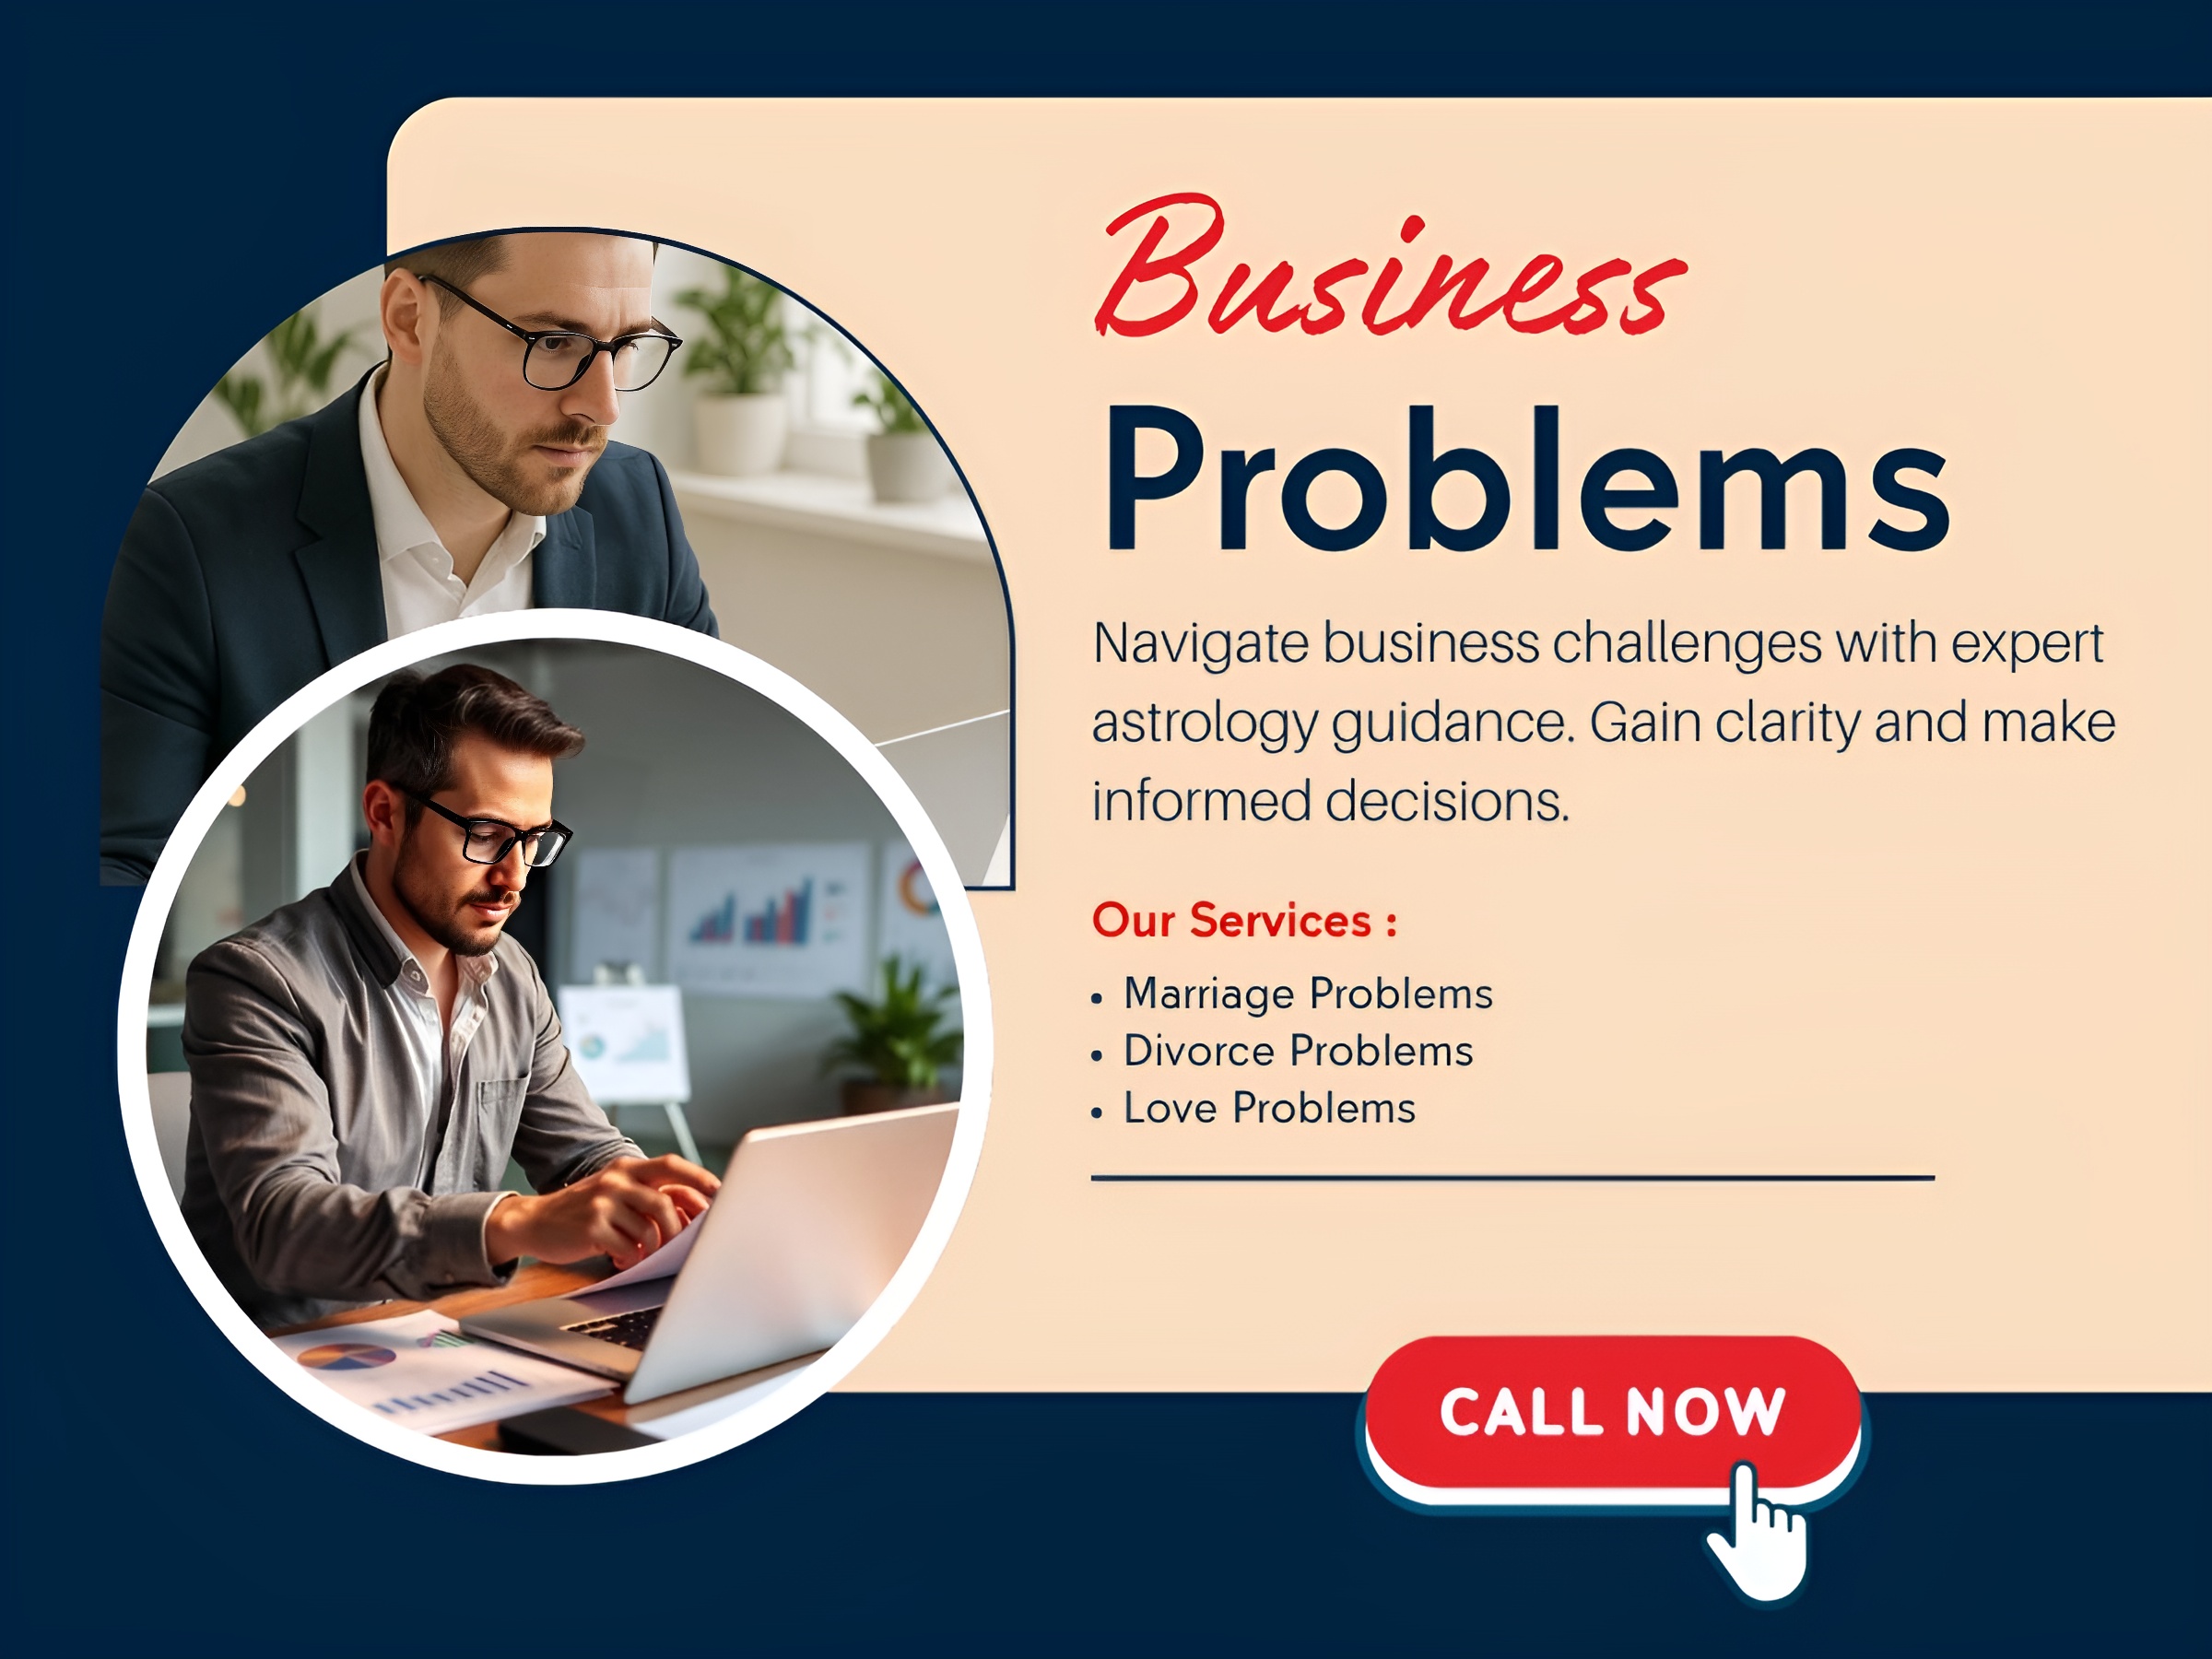 Business
Problems
Navigate business challenges with expert
astrology guidance. Gain clarity and make
informed decisions.
Our Services :
• Marriage Problems
• Divorce Problems
• Love Problems
CALL NOW